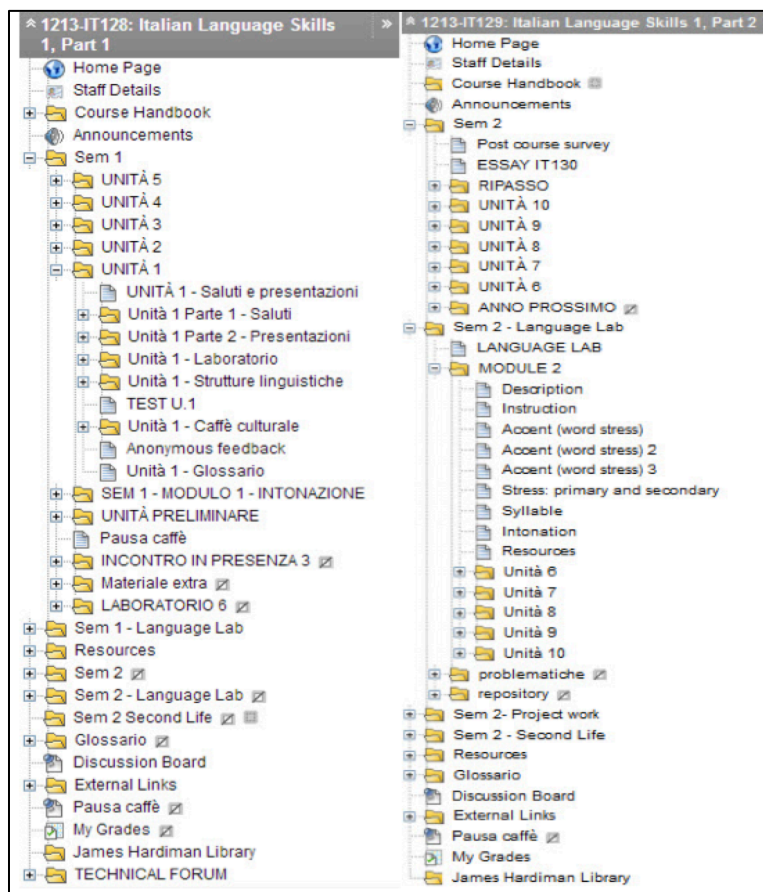 1213-IT128: Italian Language Skills
1, Part 1
Home Page
Staff Details
Course Handbook
Announcements
Sem 1
UNITÀ 5
UNITÀ 4
UNITÀ 3
UNITÀ 2
UNITÀ 1
UNITÀ 1 - Saluti e presentazioni
Unità 1 Parte 1 - Saluti
Unità 1 Parte 2 - Presentazioni
Unità 1 - Laboratorio
Unità 1 - Strutture linguistiche
TEST U.1
Unità 1 - Caffè culturale
Anonymous feedback
Unità 1 - Glossario
SEM 1 - MODULO 1 - INTONAZIONE
UNITÀ PRELIMINARE
Pausa caffè
INCONTRO IN PRESENZA 3
Materiale extra
LABORATORIO 6
Sem 1 - Language Lab
Resources
Sem 2
Sem 2 - Language Lab
Sem 2 Second Life
Glossario
Discussion Board
External Links
Pausa caffè
My Grades
James Hardiman Library
TECHNICAL FORUM
1213-IT129: Italian Language Skills 1, Part 2
Home Page
Staff Details
Course Handbook
Announcements
Sem 2
Post course survey
ESSAY IT130
RIPASSO
UNITÀ 10
UNITÀ 9
UNITÀ 8
UNITÀ 7
UNITÀ 6
ANNO PROSSIMO
Sem 2 - Language Lab
LANGUAGE LAB
MODULE 2
Description
Instruction
Accent (word stress)
Accent (word stress) 2
Accent (word stress) 3
Stress: primary and secondary
Syllable
Intonation
Resources
Unità 6
Unità 7
Unità 8
Unità 9
Unità 10
problematiche
repository
Sem 2- Project work
Sem 2 - Second Life
Resources
Glossario
Discussion Board
External Links
Pausa caffè
My Grades
James Hardiman Library